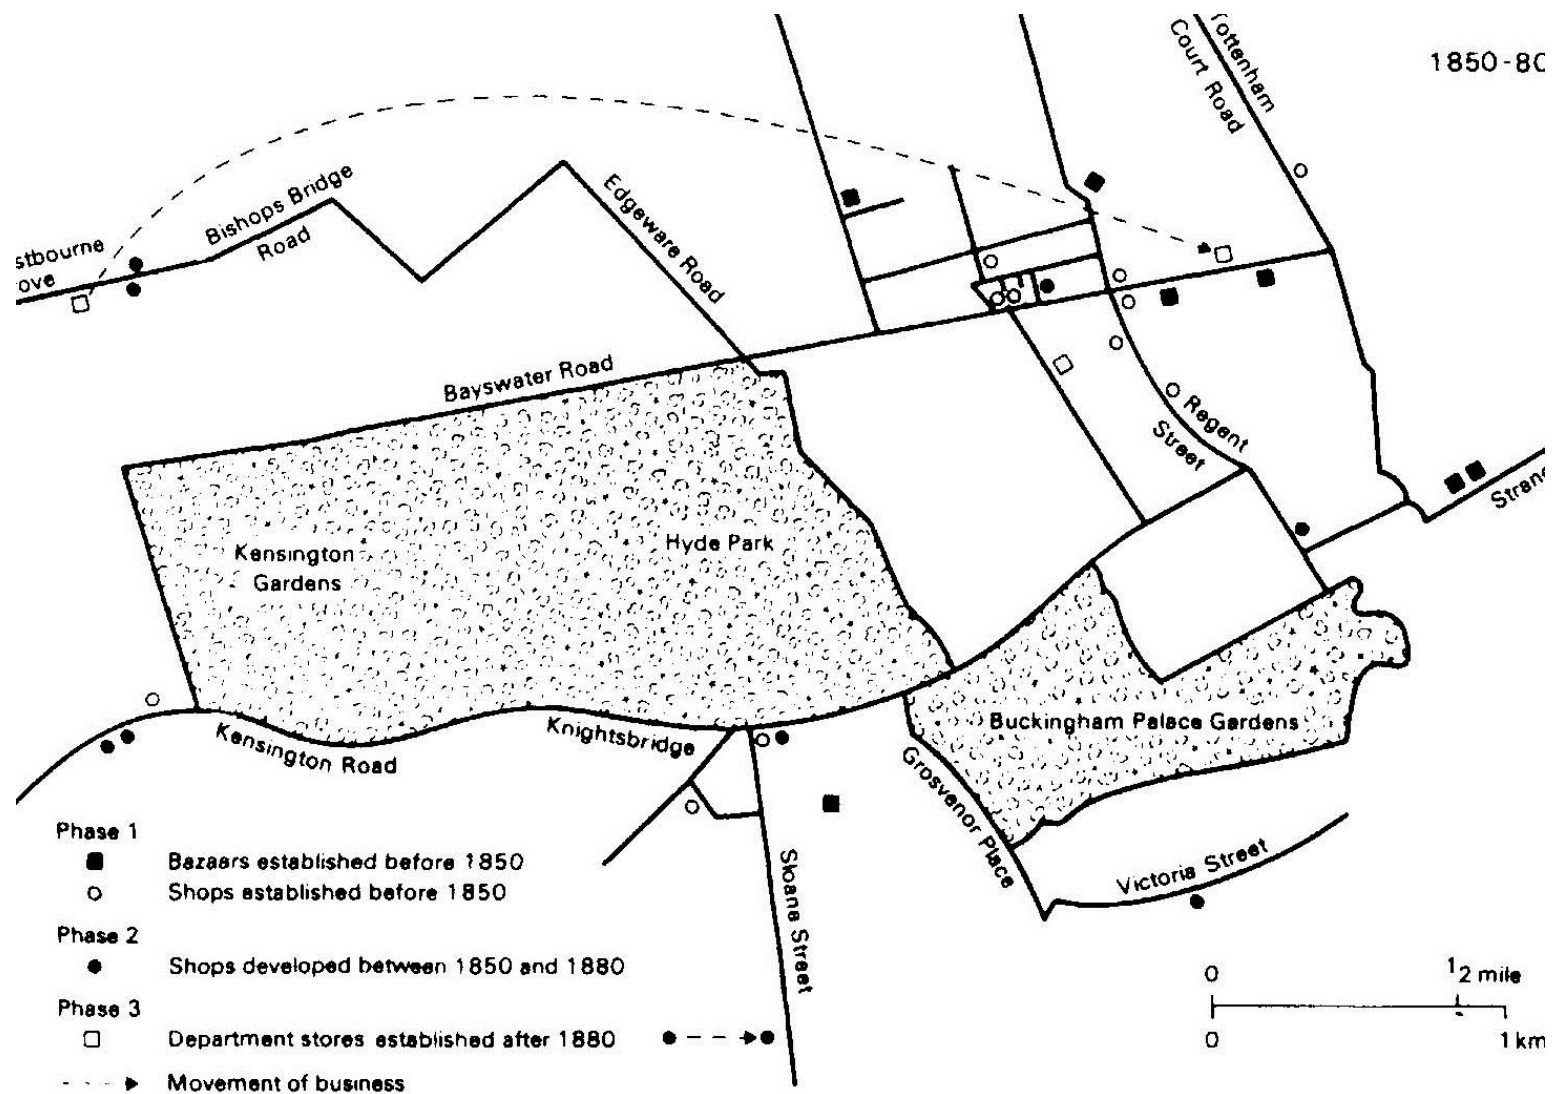 Tottenham
Court Road
1850-80
Bishops Bridge
Road
stbourne
ove
Edgeware Road
Bayswater Road
Regent
Street
Strand
Kensington
Gardens
Hyde Park
Kensington Road
Knightsbridge
Buckingham Palace Gardens
Grosvenor Place
Sloane Street
Victoria Street
Phase 1
Bazaars established before 1850
Shops established before 1850
Phase 2
Shops developed between 1850 and 1880
Phase 3
Department stores established after 1880
Movement of business
0 1/2 mile
0 1 km